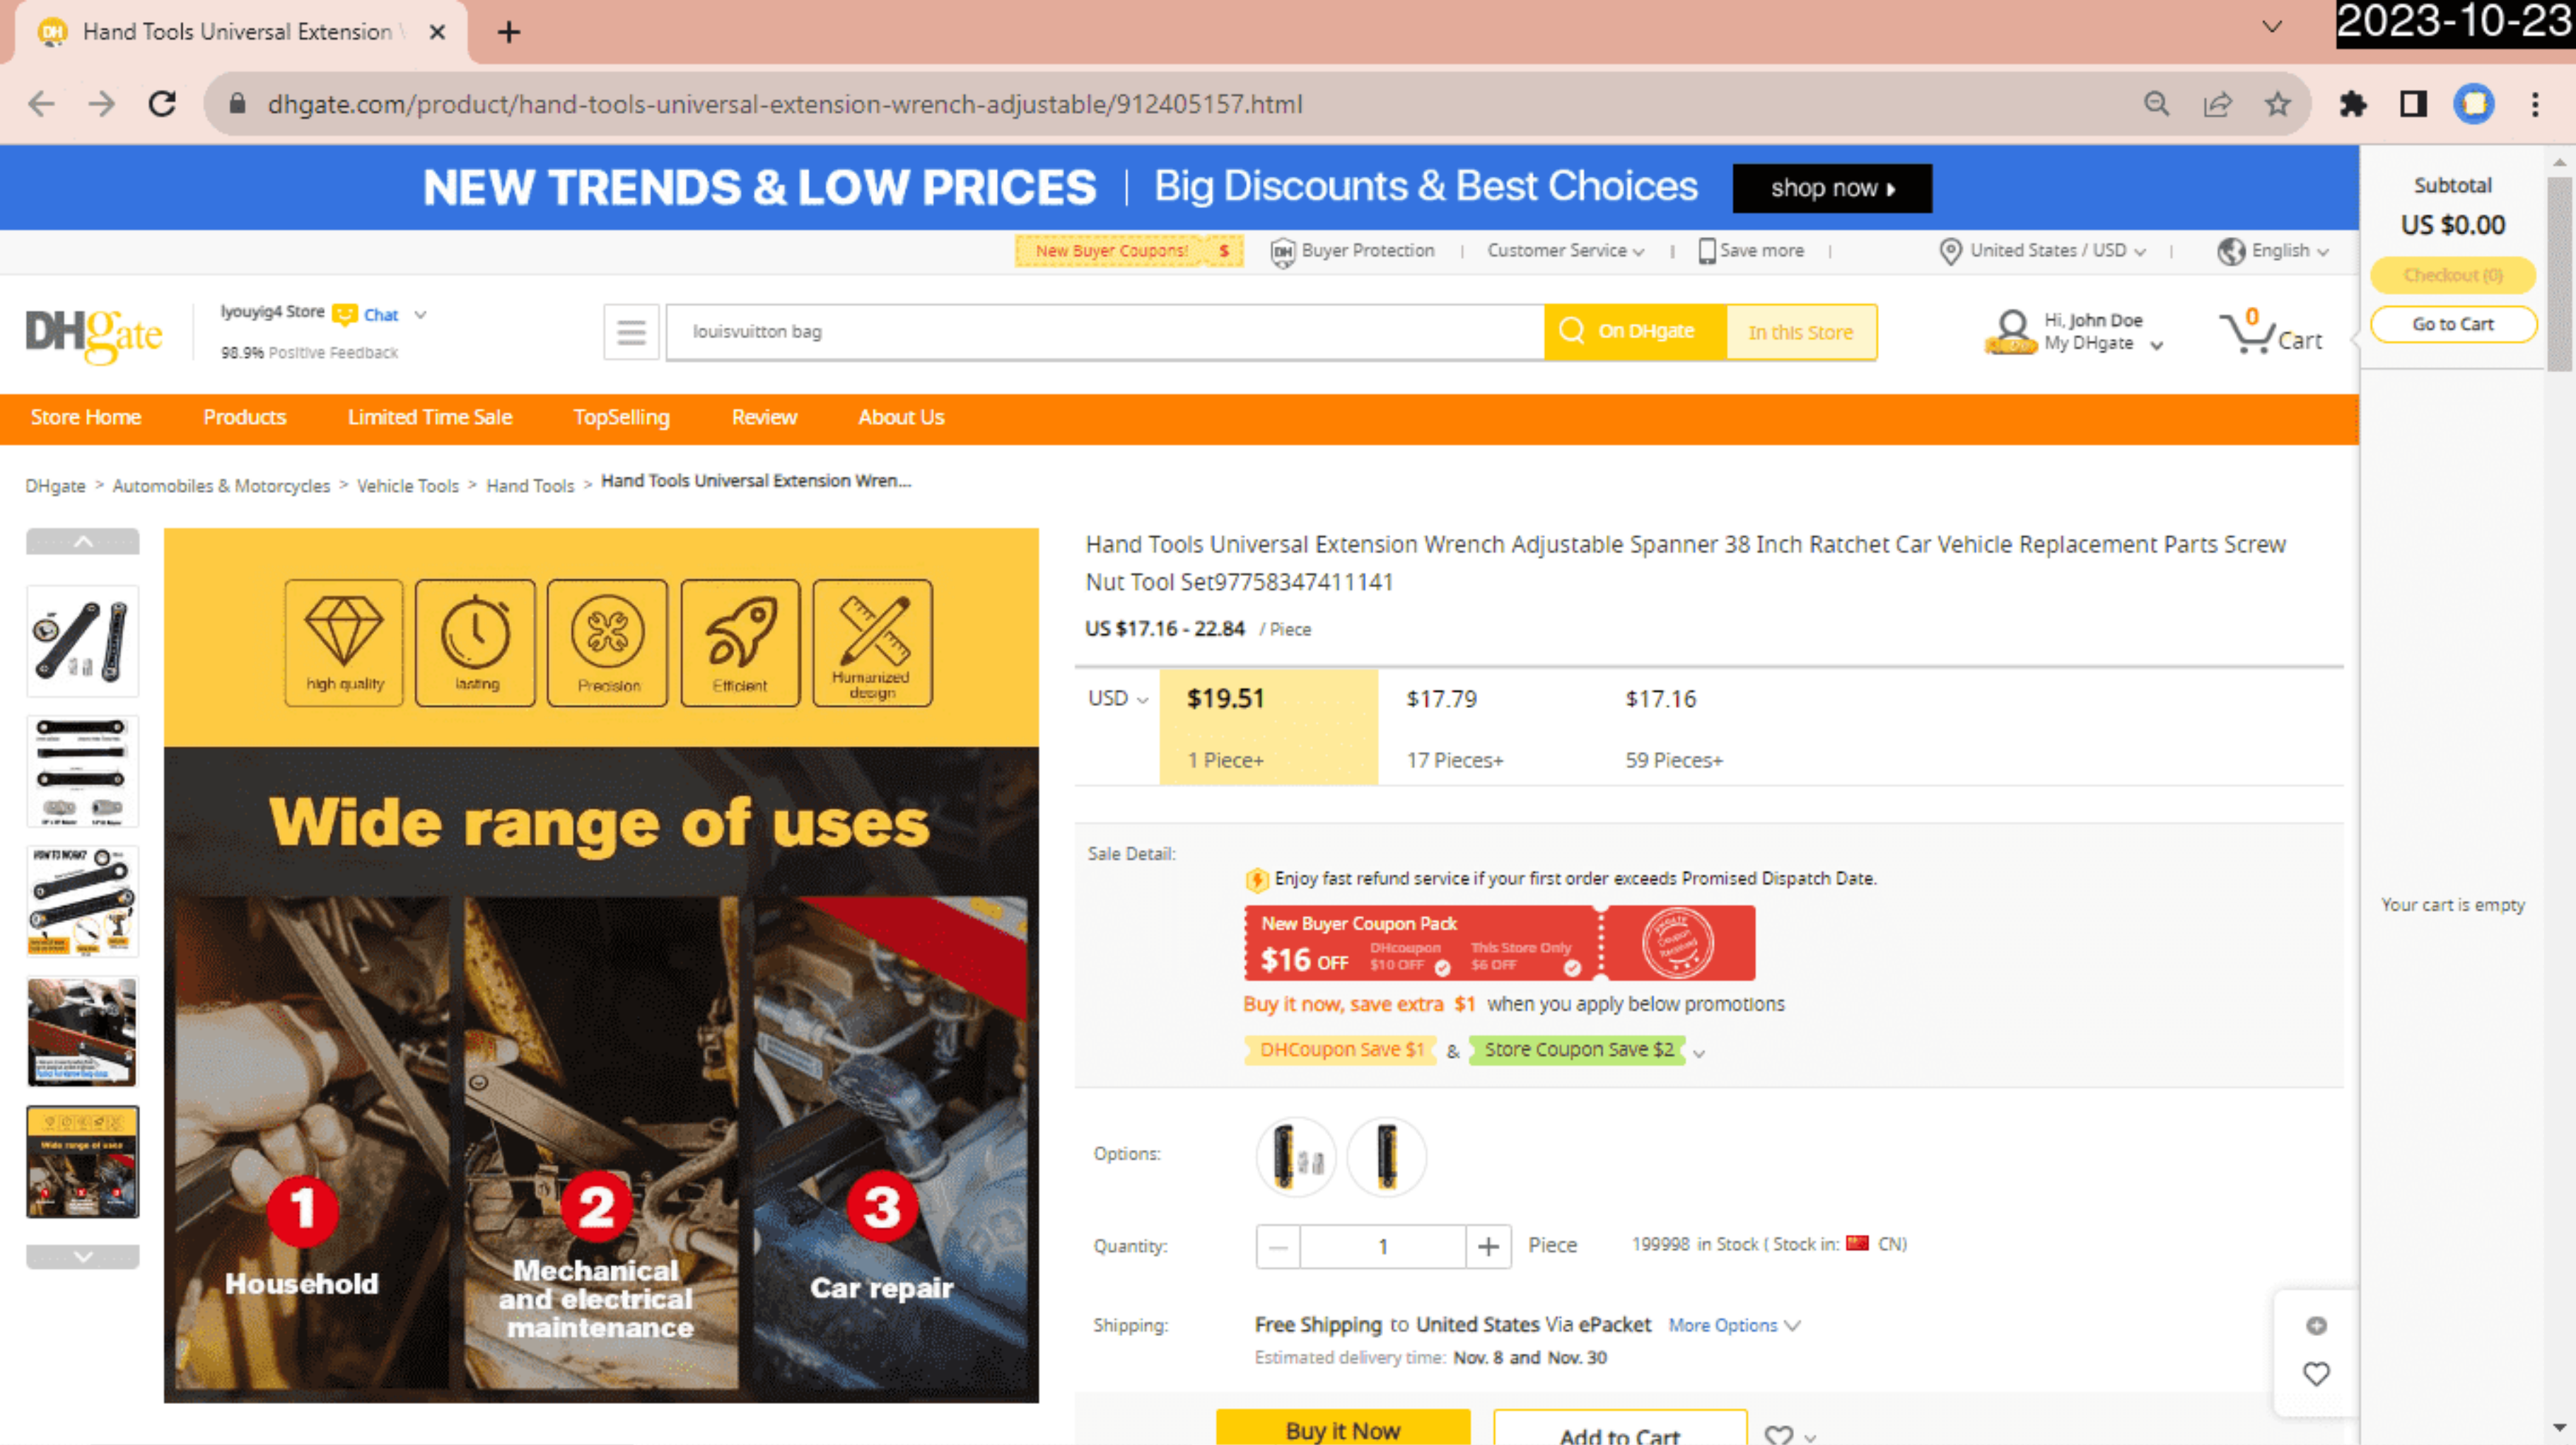 Hand Tools Universal Extension
2023-10-23
dhgate.com/product/hand-tools-universal-extension-wrench-adjustable/912405157.html
NEW TRENDS & LOW PRICES | Big Discounts & Best Choices shop now
Subtotal
US $0.00
Checkout (0)
Go to Cart
Your cart is empty
New Buyer Coupons! $ DH Buyer Protection | Customer Service | Save more | United States / USD | English
DHgate
lyouyig4 Store Chat
98.9% Positive Feedback
louisvuitton bag On DHgate In this Store
Hi, John Doe
My DHgate
0 Cart
Store Home Products Limited Time Sale TopSelling Review About Us
DHgate > Automobiles & Motorcycles > Vehicle Tools > Hand Tools > Hand Tools Universal Extension Wren...
high quality lasting Precision Efficient Humanized design
Wide range of uses
1 2 3
Household
Mechanical and electrical maintenance
Car repair
HOW TO WORK?
Wide range of uses
Hand Tools Universal Extension Wrench Adjustable Spanner 38 Inch Ratchet Car Vehicle Replacement Parts Screw
Nut Tool Set97758347411141
US $17.16 - 22.84 / Piece
USD $19.51 $17.79 $17.16
1 Piece+ 17 Pieces+ 59 Pieces+
Sale Detail:
Enjoy fast refund service if your first order exceeds Promised Dispatch Date.
New Buyer Coupon Pack
$16 OFF DHcoupon $10 OFF This Store Only $6 OFF
Coupon Received
Buy it now, save extra $1 when you apply below promotions
DHCoupon Save $1 & Store Coupon Save $2
Options:
Quantity: 1 Piece 199998 in Stock ( Stock in: CN)
Shipping: Free Shipping to United States Via ePacket More Options
Estimated delivery time: Nov. 8 and Nov. 30
Buy it Now Add to Cart